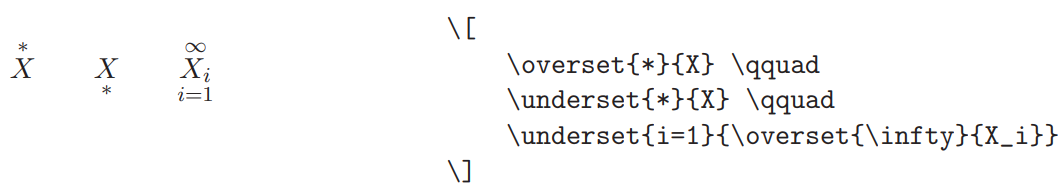 * ∞
X X X_i
* i=1
\[
\overset{*}{X} \qquad
\underset{*}{X} \qquad
\underset{i=1}{\overset{\infty}{X_i}}
\]